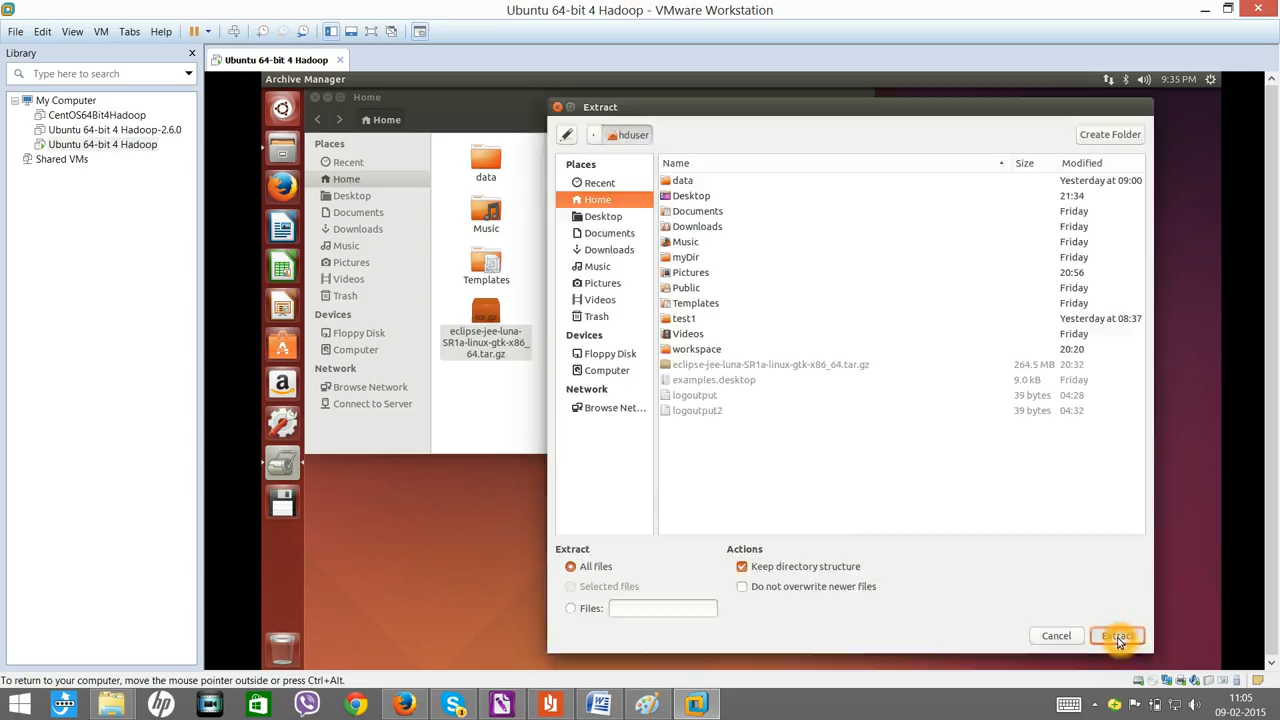 Ubuntu 64-bit 4 Hadoop - VMware Workstation
File Edit View VM Tabs Help
Library
Type here to search
My Computer
CentOS64Bit4Hadoop
Ubuntu 64-bit 4 Hadoop-2.6.0
Ubuntu 64-bit 4 Hadoop
Shared VMs
Ubuntu 64-bit 4 Hadoop
Archive Manager
9:35 PM
Home
Home
Places
Recent
Home
Desktop
Documents
Downloads
Music
Pictures
Videos
Trash
Devices
Floppy Disk
Computer
Network
Browse Network
Connect to Server
data
Music
Templates
tar.gz
eclipse-jee-luna-
SR1a-linux-gtk-x86_
64.tar.gz
Extract
hduser
Create Folder
Places
Recent
Home
Desktop
Documents
Downloads
Music
Pictures
Videos
Trash
Devices
Floppy Disk
Computer
Network
Browse Net...
Name Size Modified
data Yesterday at 09:00
Desktop 21:34
Documents Friday
Downloads Friday
Music Friday
myDir Friday
Pictures 20:56
Public Friday
Templates Friday
test1 Yesterday at 08:37
Videos Friday
workspace 20:20
eclipse-jee-luna-SR1a-linux-gtk-x86_64.tar.gz 264.5 MB 20:32
examples.desktop 9.0 kB Friday
logoutput 39 bytes 04:28
logoutput2 39 bytes 04:32
Extract
All files
Selected files
Files:
Actions
Keep directory structure
Do not overwrite newer files
Cancel
Extract
To return to your computer, move the mouse pointer outside or press Ctrl+Alt.
11:05
09-02-2015